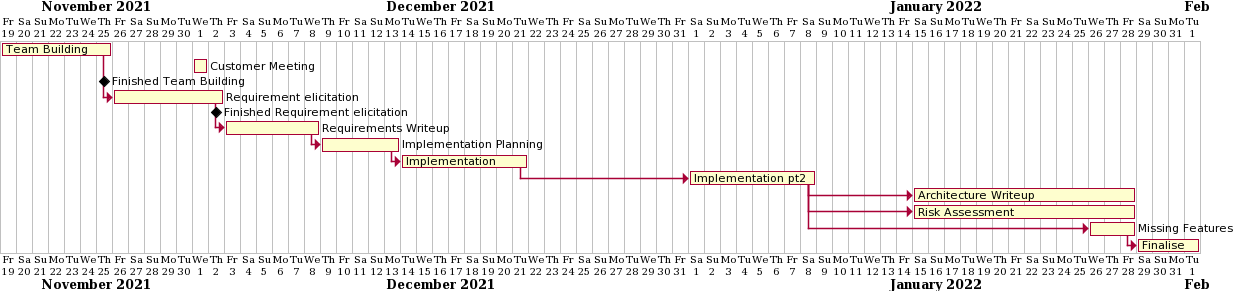 November 2021 December 2021 January 2022 Feb
Fr Sa Su Mo Tu We Th Fr Sa Su Mo Tu We Th Fr Sa Su Mo Tu We Th Fr Sa Su Mo Tu We Th Fr Sa Su Mo Tu We Th Fr Sa Su Mo Tu We Th Fr Sa Su Mo Tu We Th Fr Sa Su Mo Tu We Th Fr Sa Su Mo Tu We Th Fr Sa Su Mo Tu We Th Fr Sa Su Mo Tu
19 20 21 22 23 24 25 26 27 28 29 30 1 2 3 4 5 6 7 8 9 10 11 12 13 14 15 16 17 18 19 20 21 22 23 24 25 26 27 28 29 30 31 1 2 3 4 5 6 7 8 9 10 11 12 13 14 15 16 17 18 19 20 21 22 23 24 25 26 27 28 29 30 31 1
Team Building
Customer Meeting
Finished Team Building
Requirement elicitation
Finished Requirement elicitation
Requirements Writeup
Implementation Planning
Implementation
Implementation pt2
Architecture Writeup
Risk Assessment
Missing Features
Finalise
Fr Sa Su Mo Tu We Th Fr Sa Su Mo Tu We Th Fr Sa Su Mo Tu We Th Fr Sa Su Mo Tu We Th Fr Sa Su Mo Tu We Th Fr Sa Su Mo Tu We Th Fr Sa Su Mo Tu We Th Fr Sa Su Mo Tu We Th Fr Sa Su Mo Tu We Th Fr Sa Su Mo Tu We Th Fr Sa Su Mo Tu
19 20 21 22 23 24 25 26 27 28 29 30 1 2 3 4 5 6 7 8 9 10 11 12 13 14 15 16 17 18 19 20 21 22 23 24 25 26 27 28 29 30 31 1 2 3 4 5 6 7 8 9 10 11 12 13 14 15 16 17 18 19 20 21 22 23 24 25 26 27 28 29 30 31 1
November 2021 December 2021 January 2022 Feb